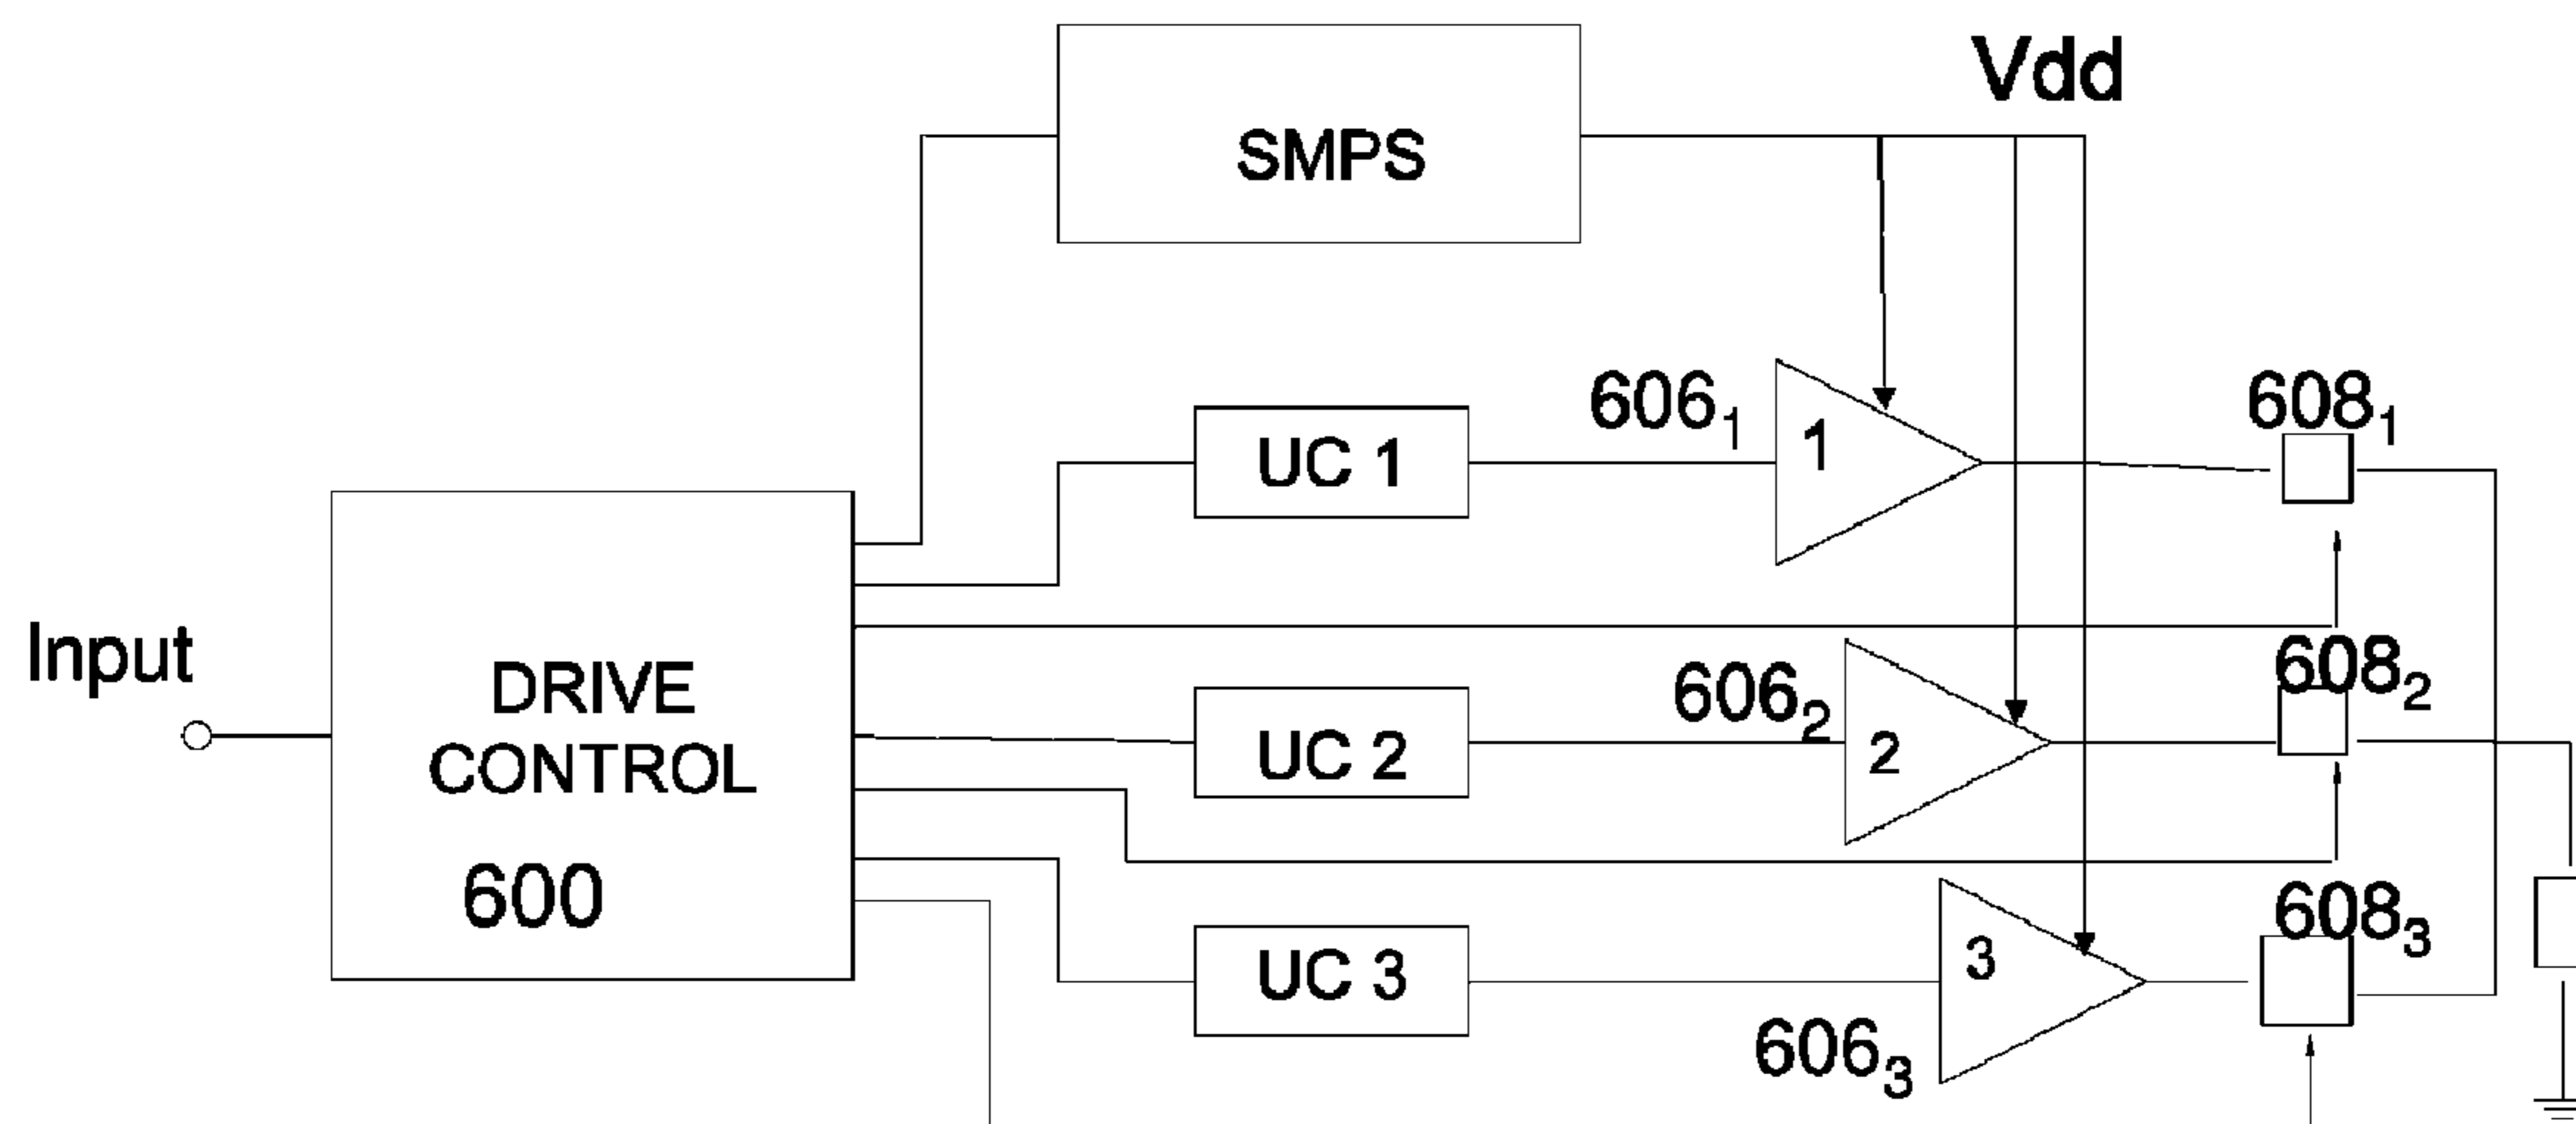 Vdd
SMPS
606₁
1
608₁
UC 1
Input
DRIVE
CONTROL
600
UC 2
606₂
2
608₂
UC 3
606₃
3
608₃